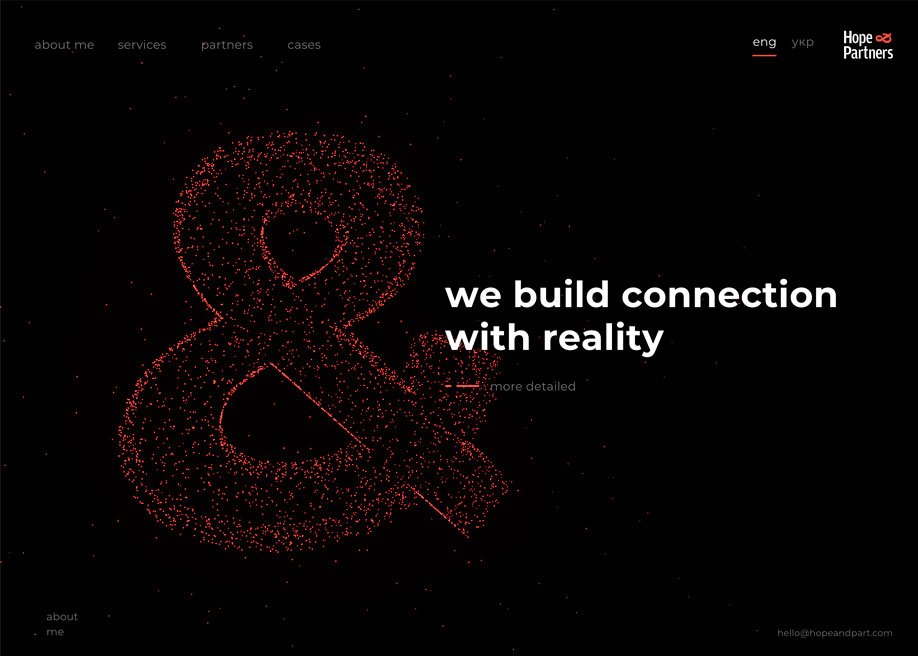 about me services partners cases
eng укр
Hope &
Partners
we build connection
with reality
more detailed
about
me
hello@hopeandpart.com